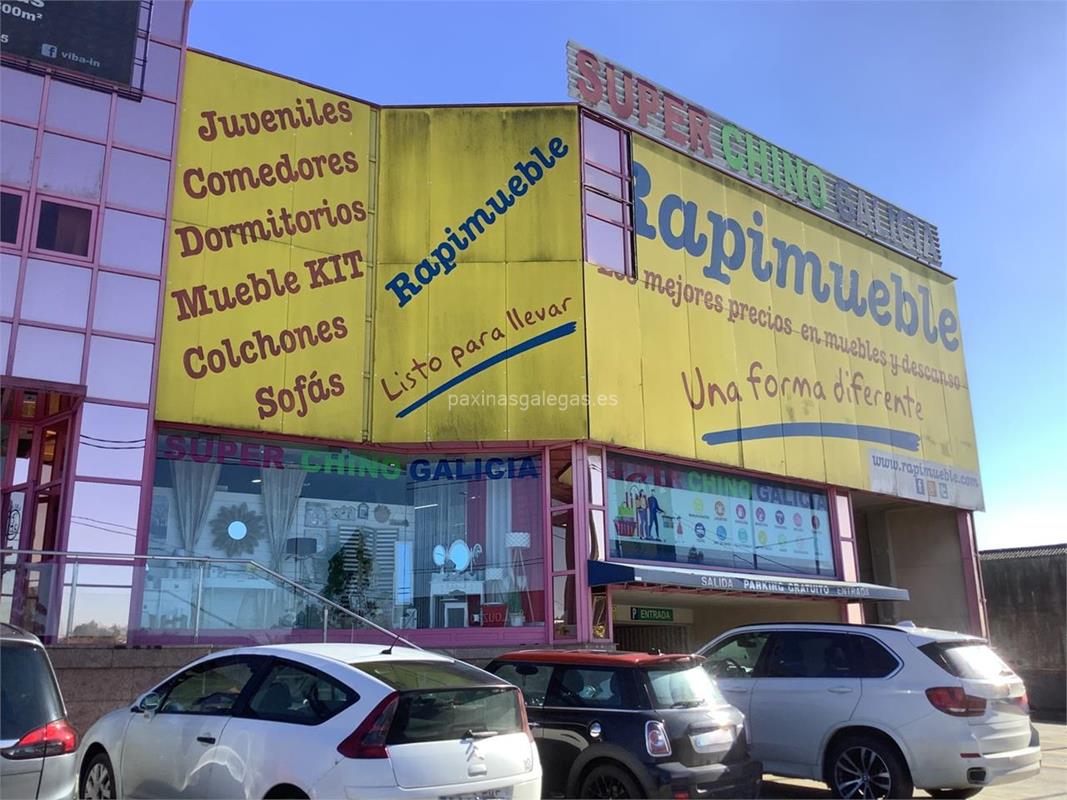 800m²
viba-in
Juveniles
Comedores
Dormitorios
Mueble KIT
Colchones
Sofás
Rapimueble
Listo para llevar
SUPER CHINO GALICIA
Rapimueble
Los mejores precios en muebles y descanso
Una forma diferente
www.rapimueble.com
paxinasgalegas.es
SUPER CHINO GALICIA
CHINO GALICIA
SALIDA PARKING GRATUITO ENTRADA
P ENTRADA